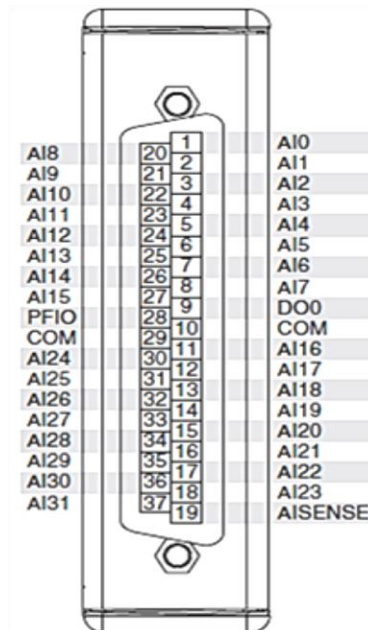 1 AI0
AI8 20
2 AI1
AI9 21
3 AI2
AI10 22
4 AI3
AI11 23
5 AI4
AI12 24
6 AI5
AI13 25
7 AI6
AI14 26
8 AI7
AI15 27
9 DO0
PFIO 28
10 COM
COM 29
11 AI16
AI24 30
12 AI17
AI25 31
13 AI18
AI26 32
14 AI19
AI27 33
15 AI20
AI28 34
16 AI21
AI29 35
17 AI22
AI30 36
18 AI23
AI31 37
19 AISENSE